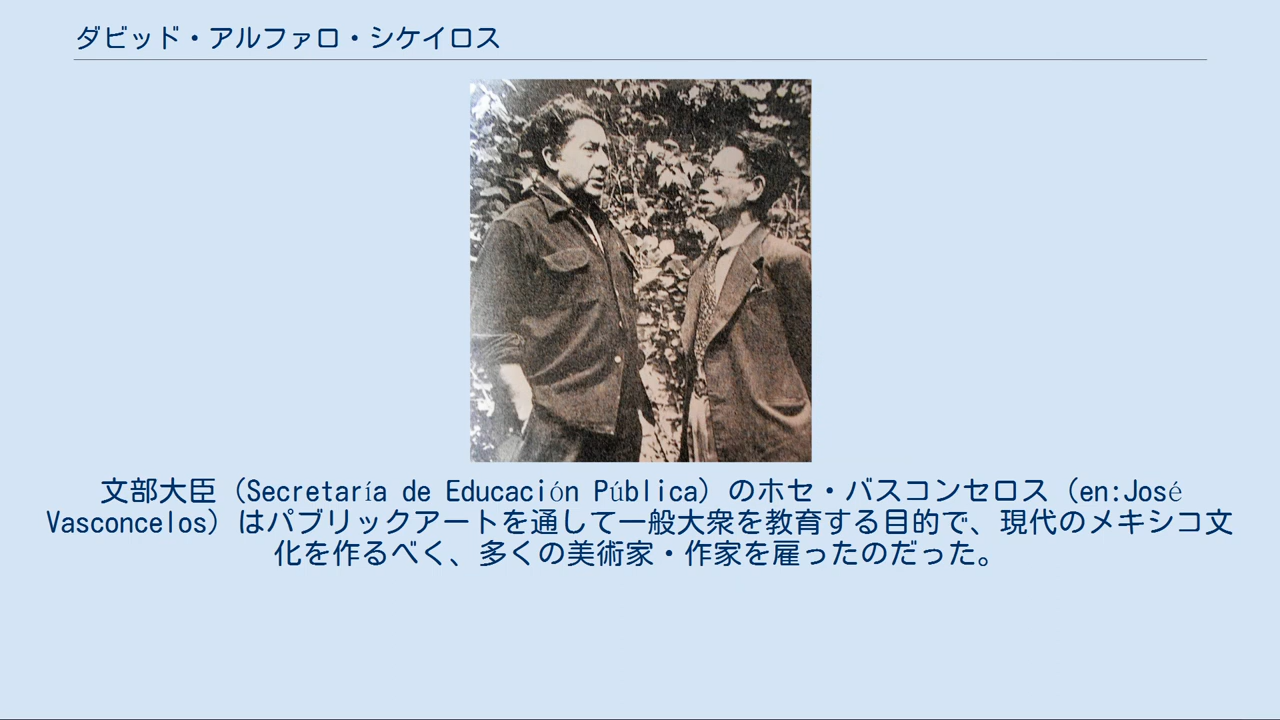 ダビッド・アルファロ・シケイロス
文部大臣（Secretaría de Educación Pública）のホセ・バスコンセロス（en:José
Vasconcelos）はパブリックアートを通して一般大衆を教育する目的で、現代のメキシコ文
化を作るべく、多くの美術家・作家を雇ったのだった。